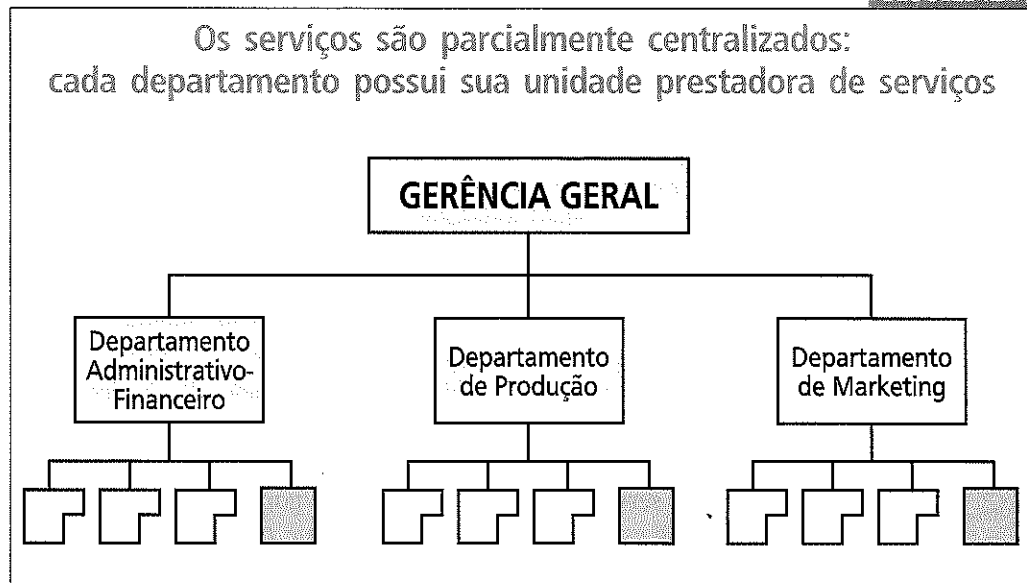 Os serviços são parcialmente centralizados:
cada departamento possui sua unidade prestadora de serviços
GERÊNCIA GERAL
Departamento
Administrativo-
Financeiro
Departamento
de Produção
Departamento
de Marketing